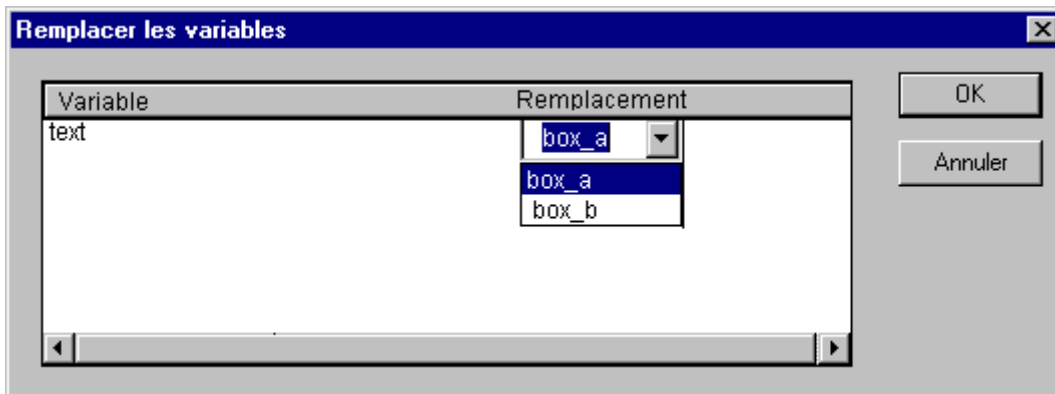 Remplacer les variables
Variable Remplacement
OK
text box_a
Annuler
box_a
box_b